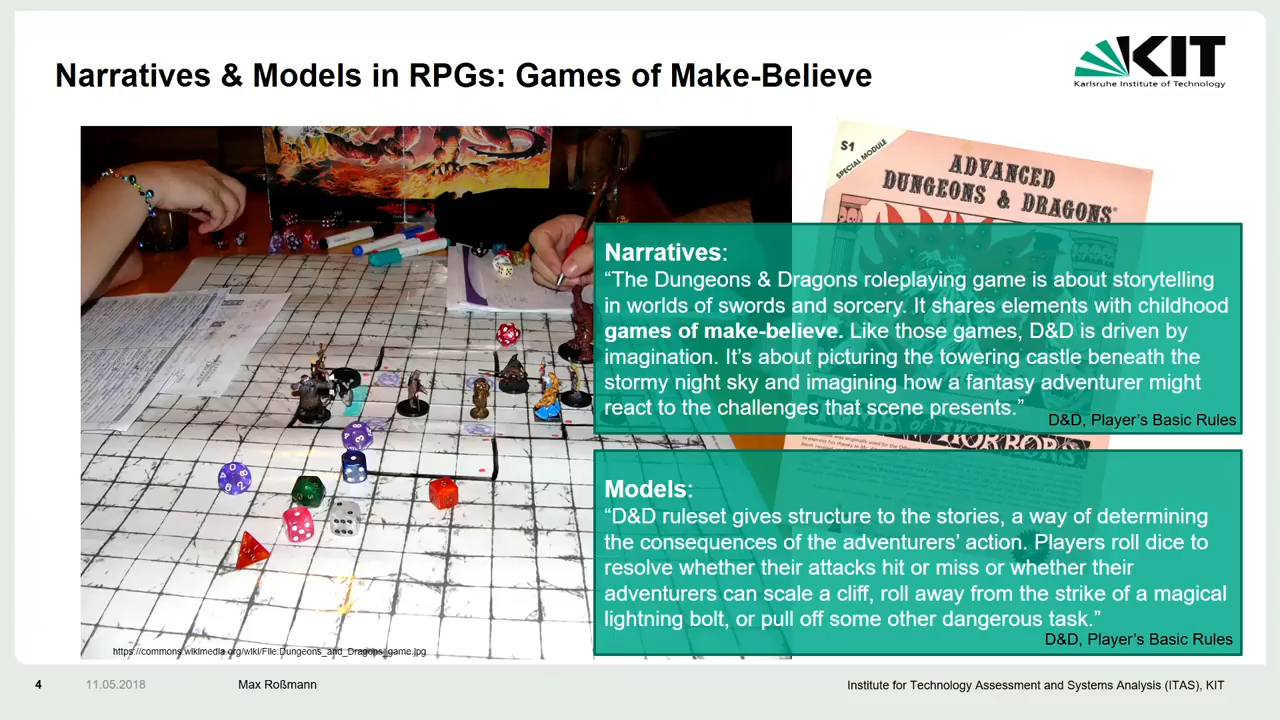 Narratives & Models in RPGs: Games of Make-Believe
KIT
Karlsruhe Institute of Technology
S1
SPECIAL MODULE
ADVANCED
DUNGEONS & DRAGONS®
Narratives:
“The Dungeons & Dragons roleplaying game is about storytelling
in worlds of swords and sorcery. It shares elements with childhood
games of make-believe. Like those games, D&D is driven by
imagination. It’s about picturing the towering castle beneath the
stormy night sky and imagining how a fantasy adventurer might
react to the challenges that scene presents.”
D&D, Player’s Basic Rules
of HORRORS
Models:
“D&D ruleset gives structure to the stories, a way of determining
the consequences of the adventurers’ action. Players roll dice to
resolve whether their attacks hit or miss or whether their
adventurers can scale a cliff, roll away from the strike of a magical
lightning bolt, or pull off some other dangerous task.”
D&D, Player’s Basic Rules
https://commons.wikimedia.org/wiki/File:Dungeons_and_Dragons_game.jpg
4
11.05.2018
Max Roßmann
Institute for Technology Assessment and Systems Analysis (ITAS), KIT